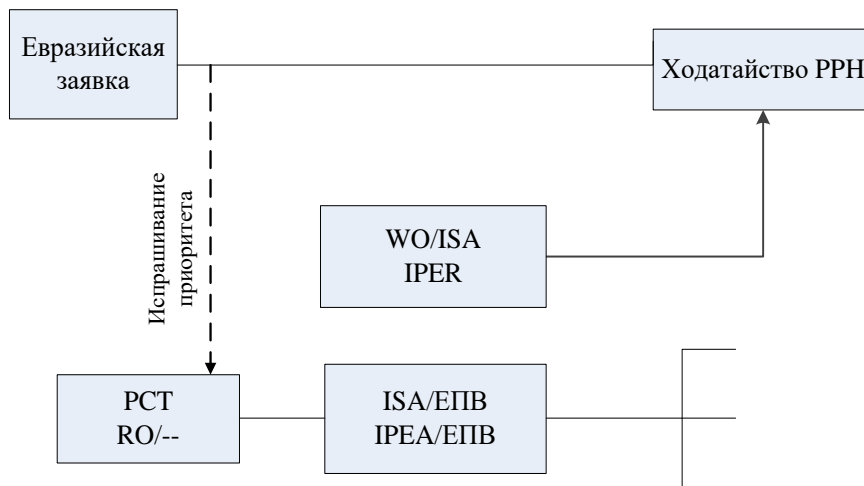 Евразийская
заявка
Ходатайство PPH
Испрашивание
приоритета
WO/ISA
IPER
PCT
RO/--
ISA/ЕПВ
IPEA/ЕПВ